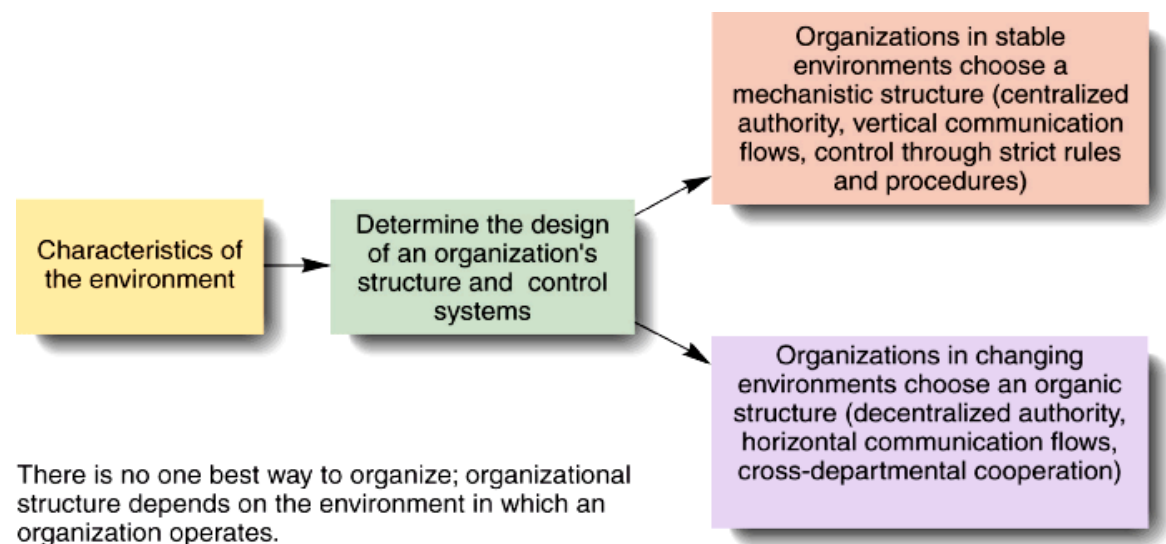 Organizations in stable
environments choose a
mechanistic structure (centralized
authority, vertical communication
flows, control through strict rules
and procedures)
Characteristics of
the environment
Determine the design
of an organization's
structure and control
systems
Organizations in changing
environments choose an organic
structure (decentralized authority,
horizontal communication flows,
cross-departmental cooperation)
There is no one best way to organize; organizational
structure depends on the environment in which an
organization operates.